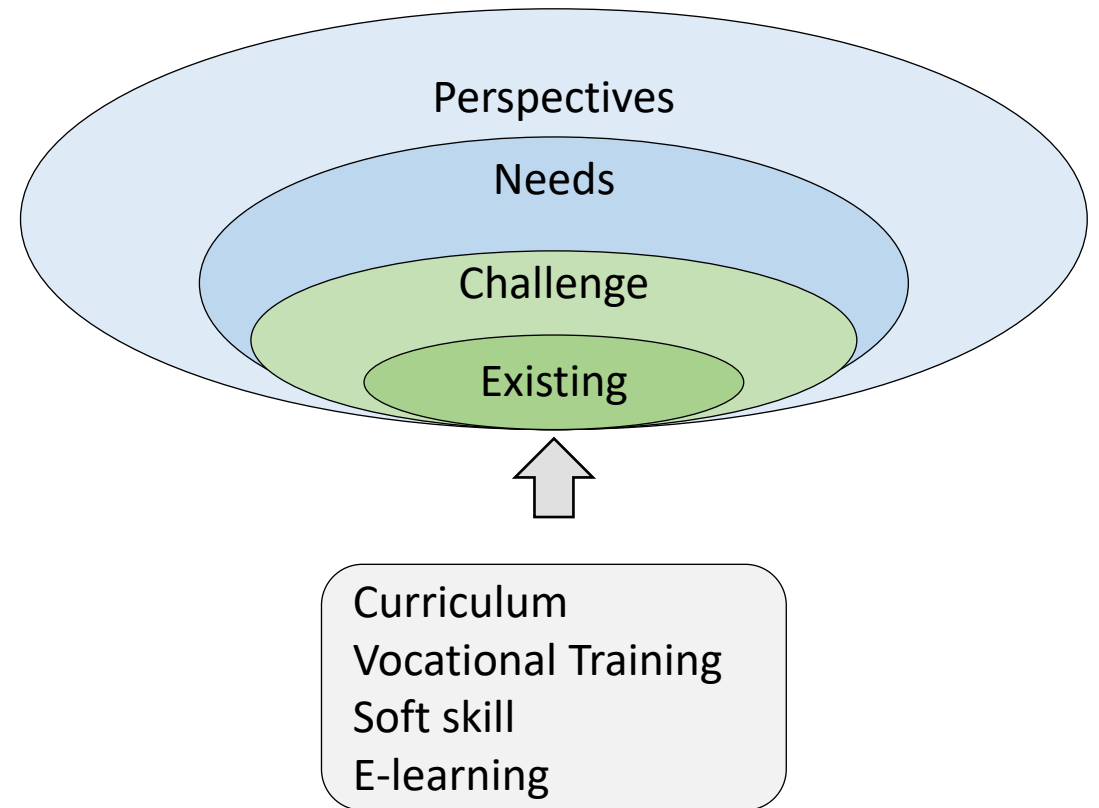 Perspectives
Needs
Challenge
Existing
Curriculum
Vocational Training
Soft skill
E-learning